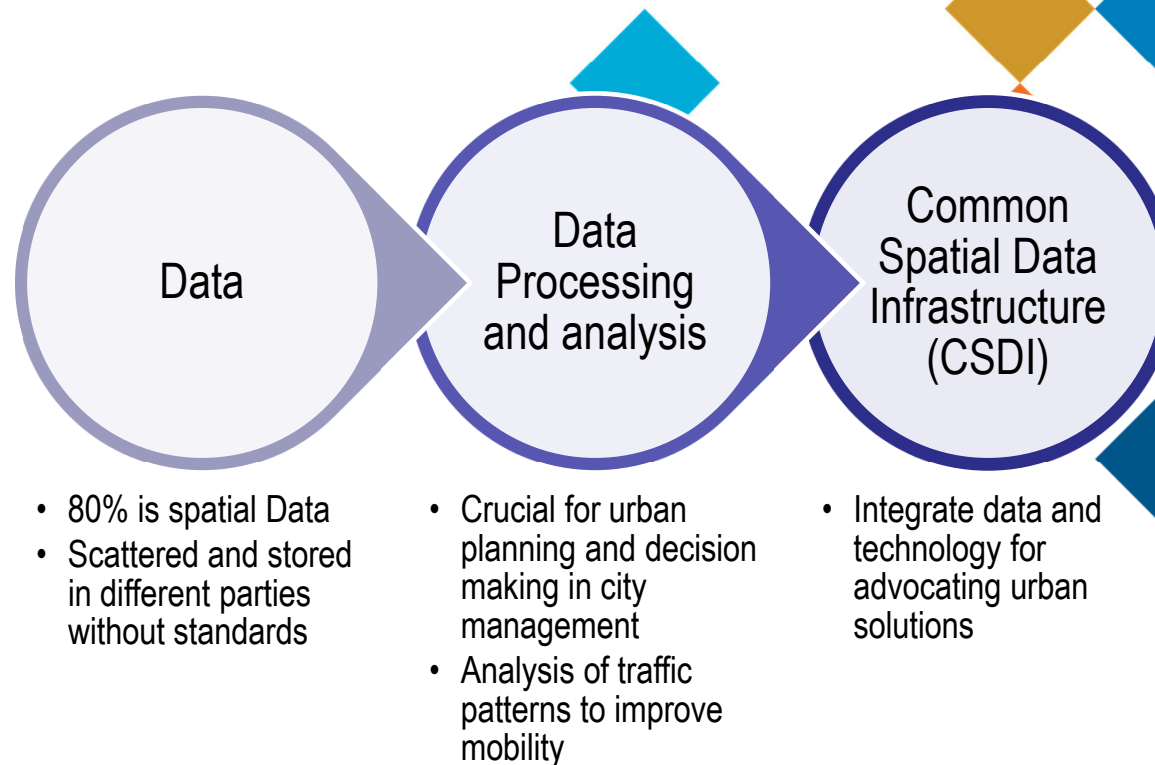 Data
Data
Processing
and analysis
Common
Spatial Data
Infrastructure
(CSDI)
• 80% is spatial Data
• Scattered and stored
in different parties
without standards
• Crucial for urban
planning and decision
making in city
management
• Analysis of traffic
patterns to improve
mobility
• Integrate data and
technology for
advocating urban
solutions